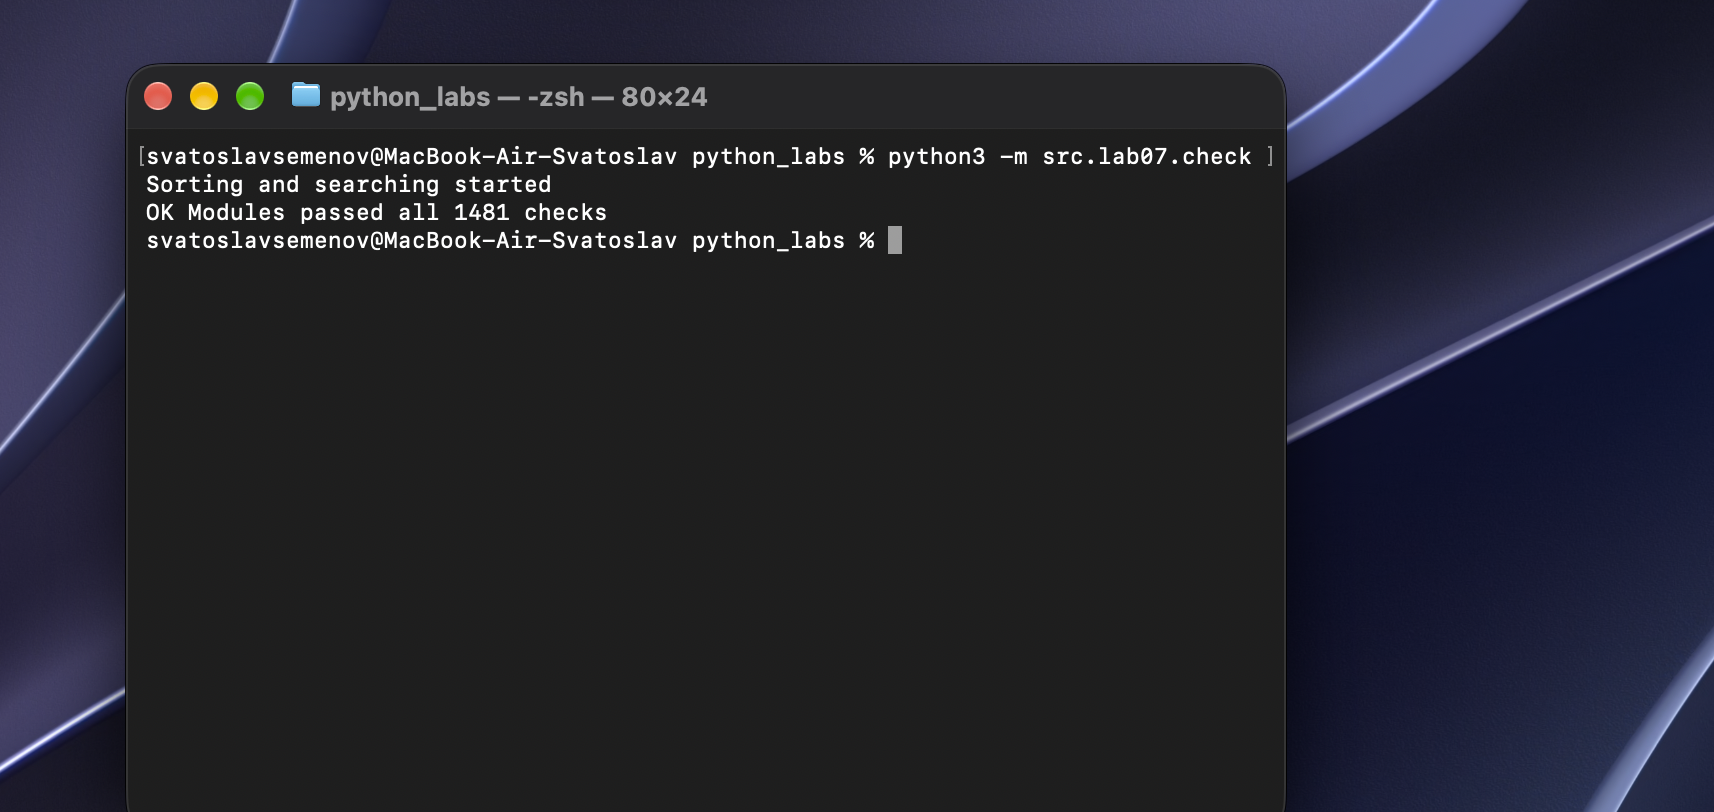 python_labs — -zsh — 80×24
[svatoslavsemenov@MacBook-Air-Svatoslav python_labs % python3 -m src.lab07.check ]
Sorting and searching started
OK Modules passed all 1481 checks
svatoslavsemenov@MacBook-Air-Svatoslav python_labs %